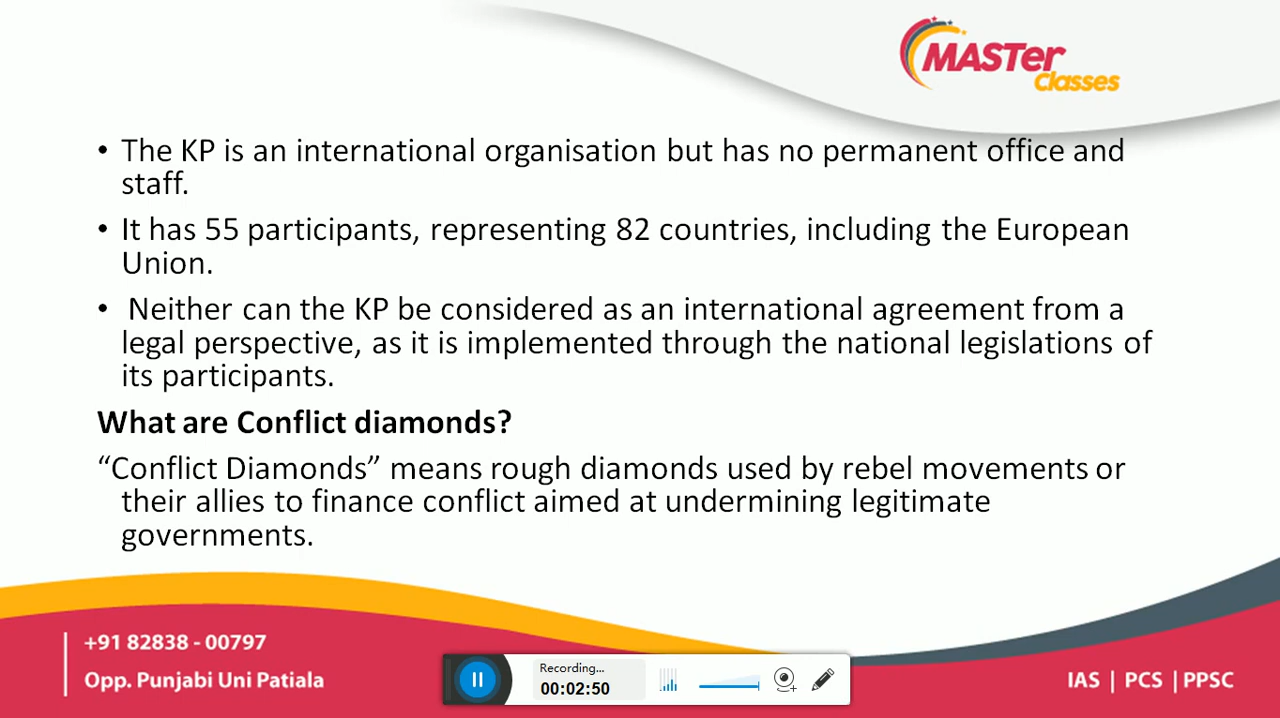 MASTer
Classes
• The KP is an international organisation but has no permanent office and
staff.
• It has 55 participants, representing 82 countries, including the European
Union.
• Neither can the KP be considered as an international agreement from a
legal perspective, as it is implemented through the national legislations of
its participants.
What are Conflict diamonds?
“Conflict Diamonds” means rough diamonds used by rebel movements or
their allies to finance conflict aimed at undermining legitimate
governments.
+91 82838 - 00797
Opp. Punjabi Uni Patiala
Recording...
00:02:50
IAS | PCS | PPSC